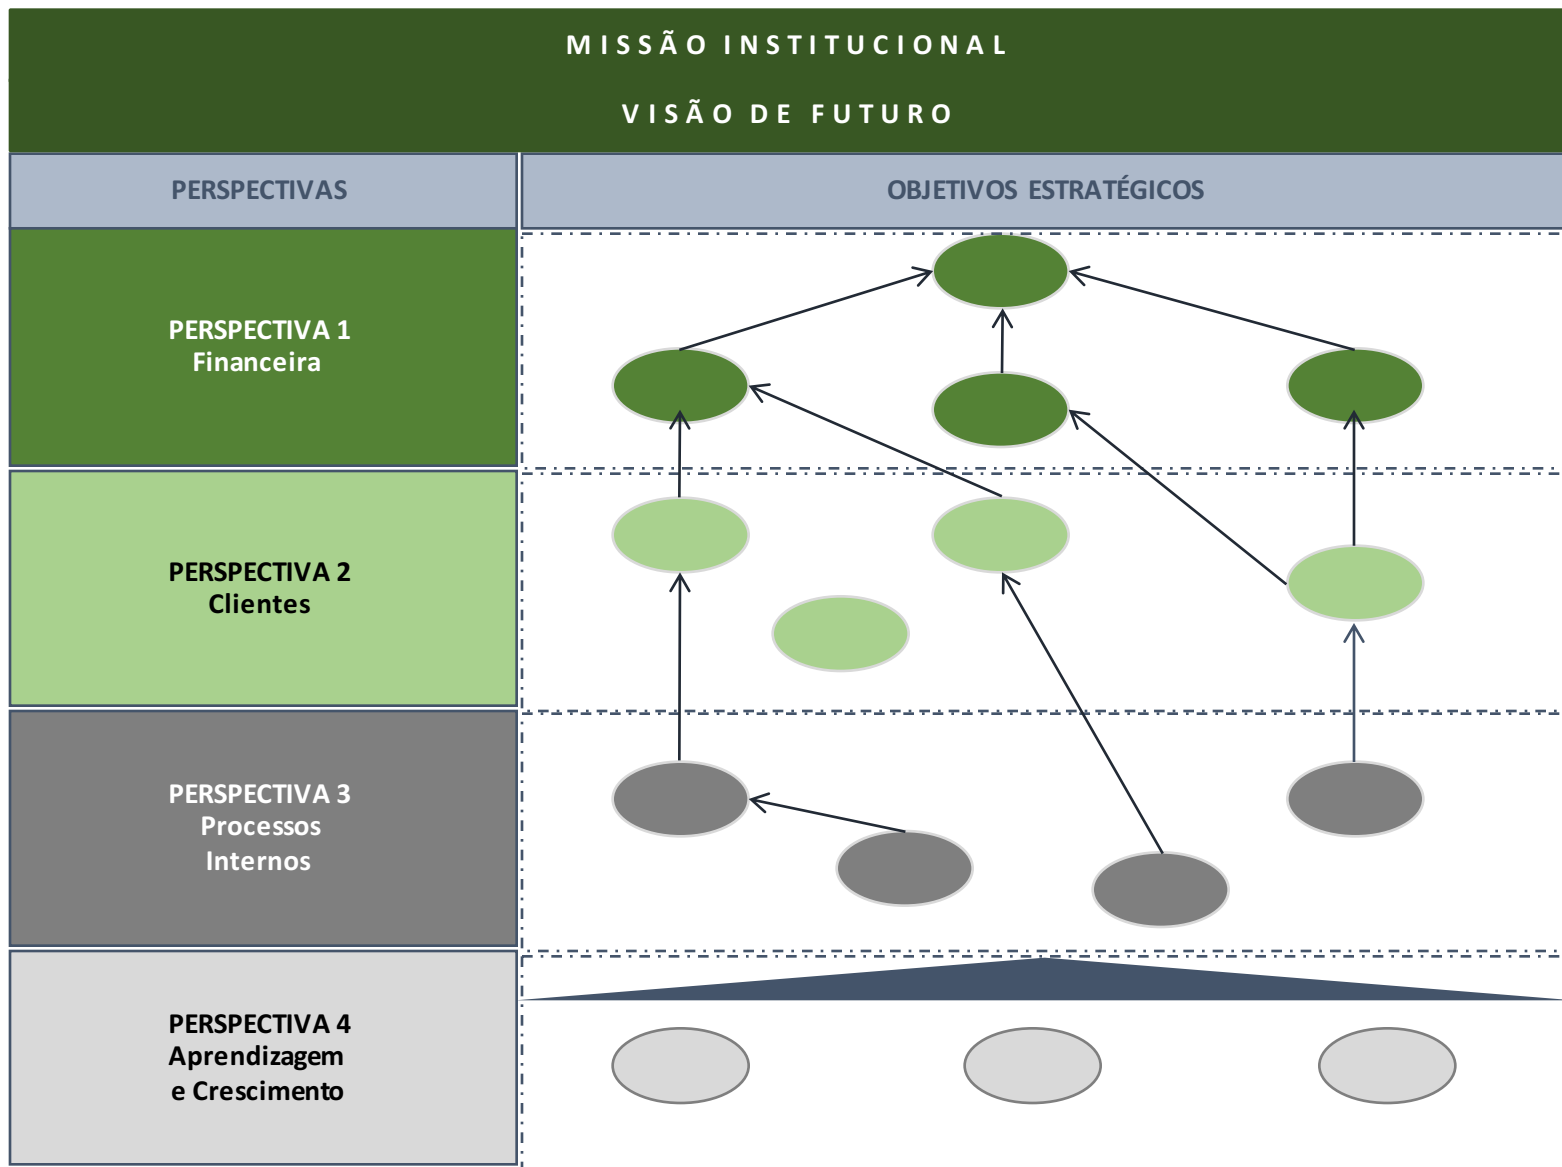 MISSÃO INSTITUCIONAL
VISÃO DE FUTURO
PERSPECTIVAS
OBJETIVOS ESTRATÉGICOS
PERSPECTIVA 1
Financeira
PERSPECTIVA 2
Clientes
PERSPECTIVA 3
Processos
Internos
PERSPECTIVA 4
Aprendizagem
e Crescimento